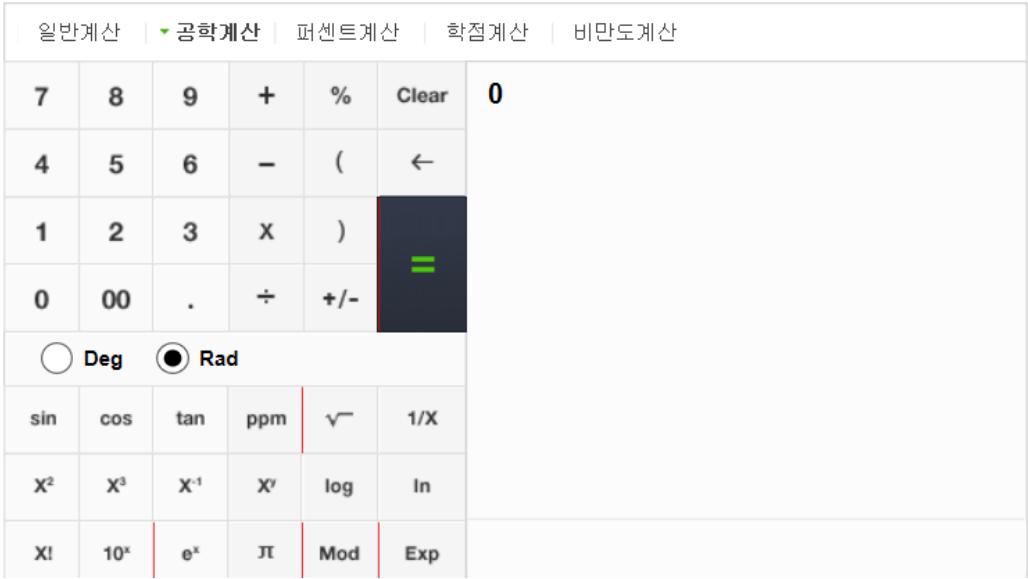 일반계산 공학계산 퍼센트계산 학점계산 비만도계산
7 8 9 + % Clear 0
4 5 6 − ( ←
1 2 3 X ) =
0 00 . ÷ +/-
Deg Rad
sin cos tan ppm √ 1/X
X² X³ X⁻¹ Xʸ log In
X! 10ˣ eˣ π Mod Exp